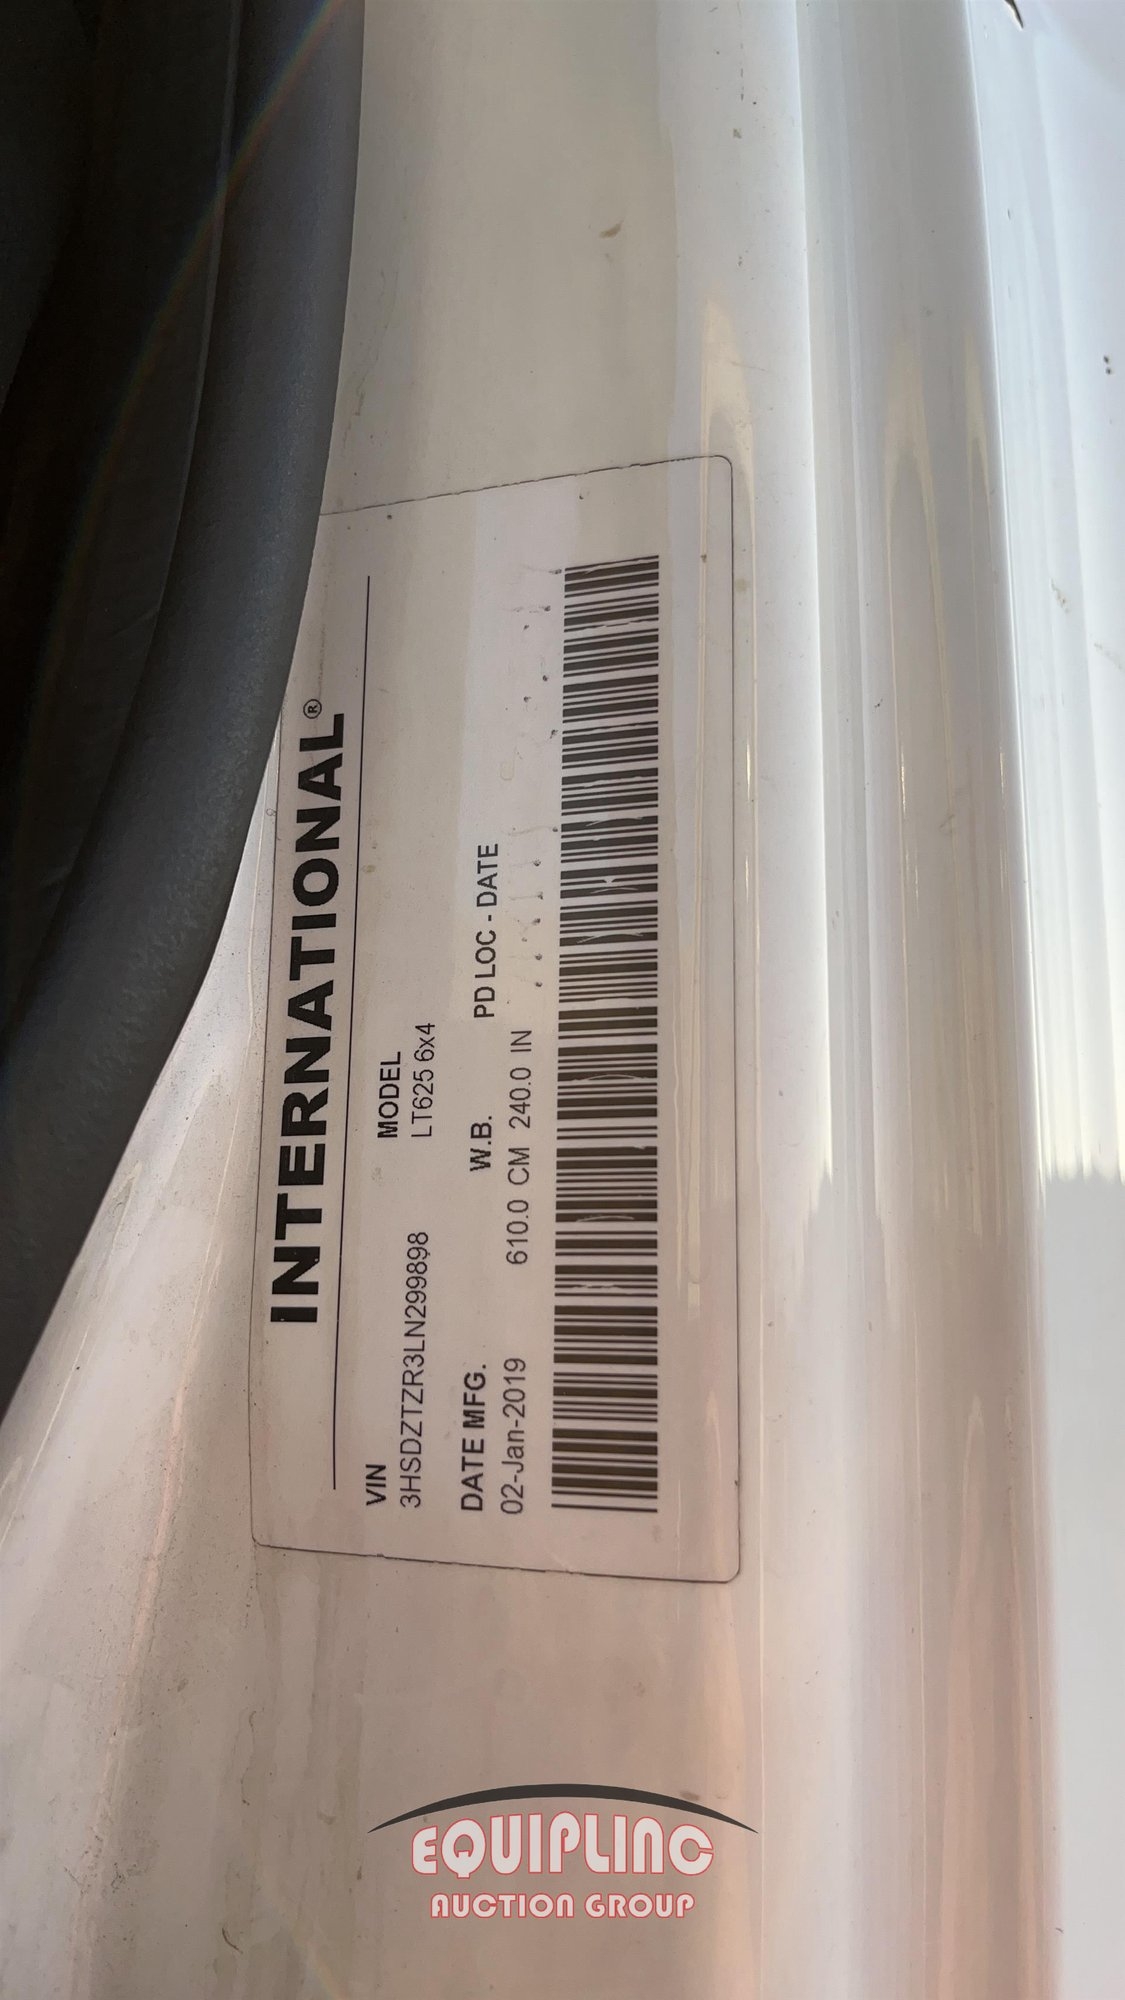 INTERNATIONAL®
VIN MODEL
3HSDZTZR3LN299898 LT625 6x4
DATE MFG. W.B. PD LOC - DATE
02-Jan-2019 610.0 CM 240.0 IN
EQUIPLINC
AUCTION GROUP